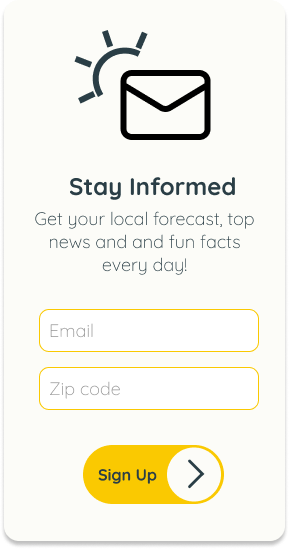 Stay Informed
Get your local forecast, top
news and and fun facts
every day!
Email
Zip code
Sign Up